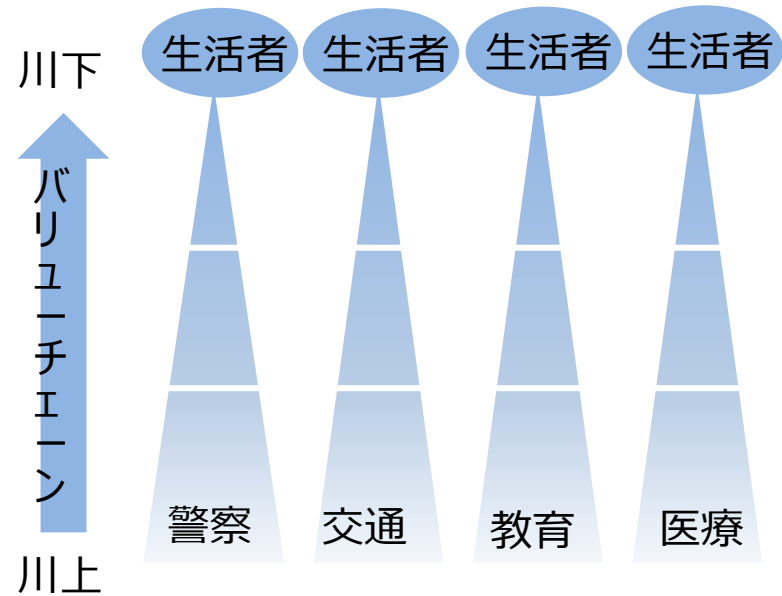 川下
生活者
生活者
生活者
生活者
バリューチェーン
警察
交通
教育
医療
川上